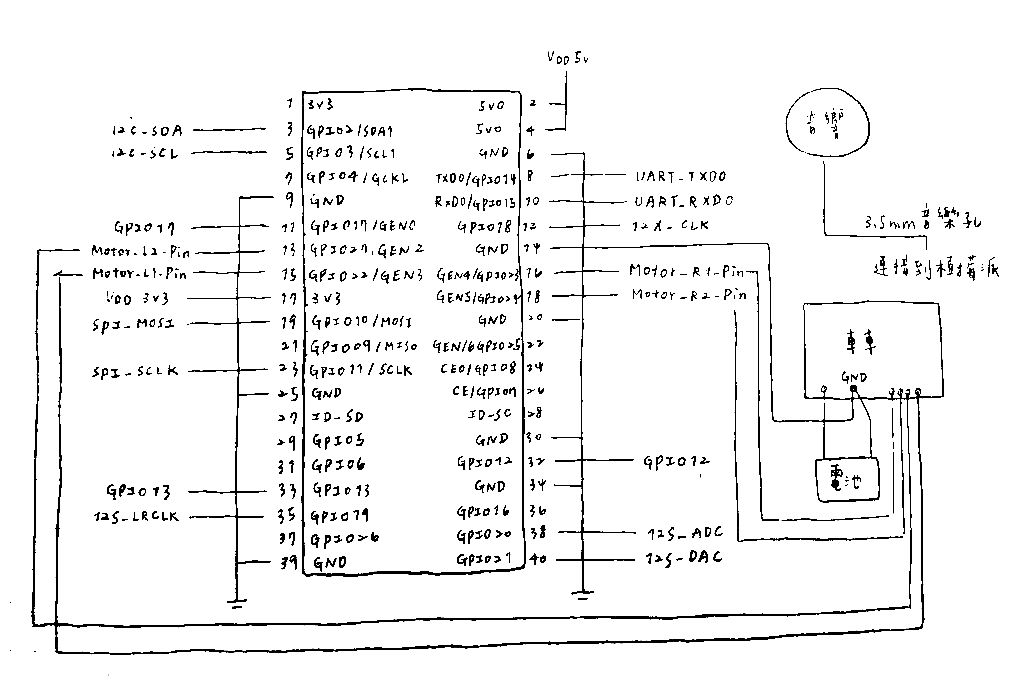 VDD 5v
1 3V3 5V0 2
I2C-SDA 3 GPIO2/SDA1 5V0 4
I2C-SCL 5 GPIO3/SCL1 GND 6
7 GPIO4/GCKL TXD0/GPIO14 8 UART-TXD0
9 GND RXD0/GPIO15 10 UART-RXD0
GPIO17 11 GPIO17/GEN0 GPIO18 12 I2X-CLK
Motor-L2-Pin 13 GPIO27/GEN2 GND 14
Motor-L1-Pin 15 GPIO22/GEN3 GEN4/GPIO23 16 Motor-R1-Pin
VDD 3V3 17 3V3 GEN5/GPIO24 18 Motor-R2-Pin
SPI-MOSI 19 GPIO10/MOSI GND 20
21 GPIO09/MISO GEN/6GPIO25 22
SPI-SCLK 23 GPIO11/SCLK CE0/GPIO8 24
25 GND CE/GPIO7 26
27 ID-SD ID-SC 28
29 GPIO5 GND 30
31 GPIO6 GPIO12 32 GPIO12
GPIO13 33 GPIO13 GND 34
I2S-LRCLK 35 GPIO19 GPIO16 36
37 GPIO26 GPIO20 38 I2S-ADC
39 GND GPIO21 40 I2S-DAC
音響
3.5mm音樂孔
連接到樹莓派
車車
GND
電池